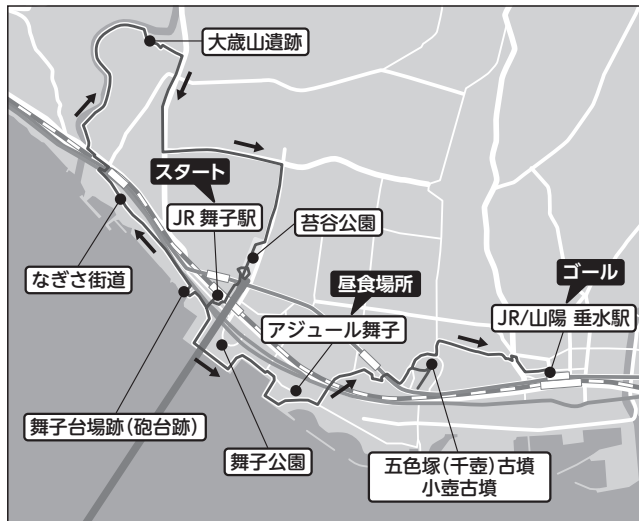 大歳山遺跡
スタート
JR 舞子駅
苔谷公園
なぎさ街道
昼食場所
アジュール舞子
ゴール
JR/山陽 垂水駅
舞子台場跡(砲台跡)
舞子公園
五色塚(千壺)古墳
小壺古墳